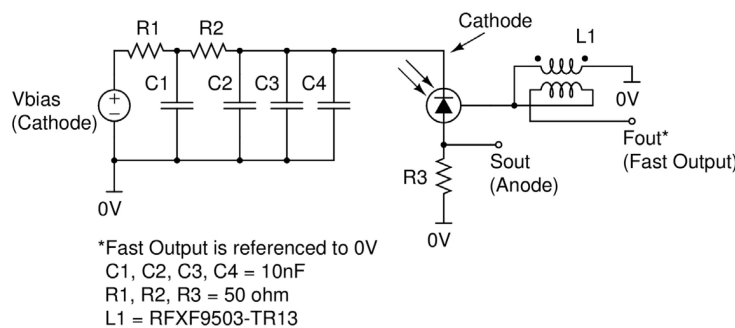 R1
R2
Cathode
L1
C1
C2
C3
C4
Vbias
(Cathode)
+
−
0V
Fout*
(Fast Output)
Sout
(Anode)
R3
0V
0V
*Fast Output is referenced to 0V
C1, C2, C3, C4 = 10nF
R1, R2, R3 = 50 ohm
L1 = RFXF9503-TR13